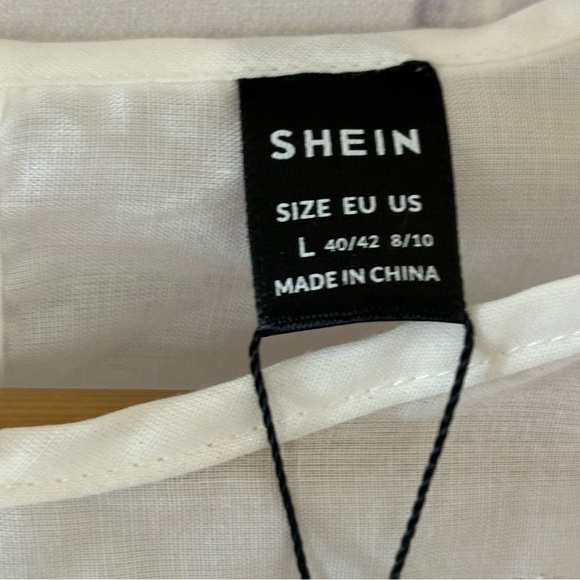 SHEIN
SIZE EU US
L 40/42 8/10
MADE IN CHINA